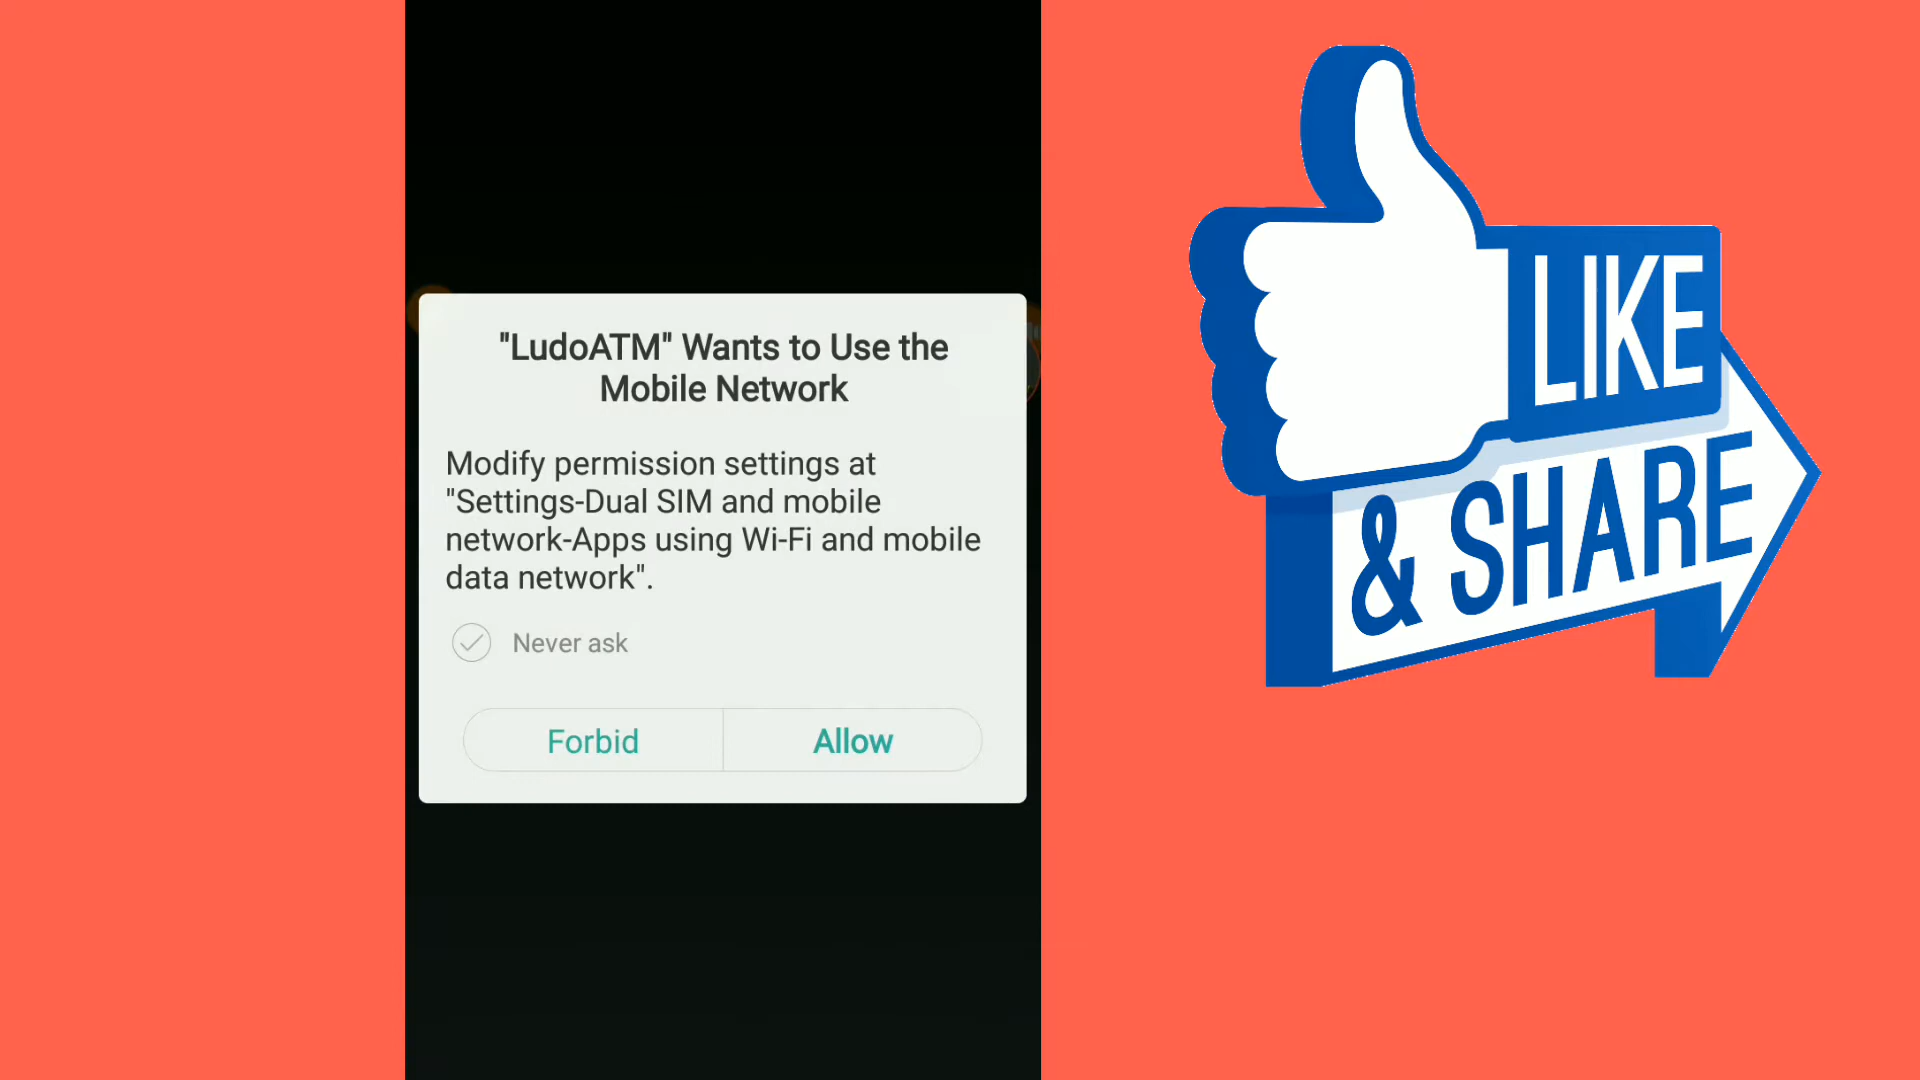 "LudoATM" Wants to Use the
Mobile Network
Modify permission settings at
"Settings-Dual SIM and mobile
network-Apps using Wi-Fi and mobile
data network".
Never ask
Forbid
Allow
LIKE
& SHARE